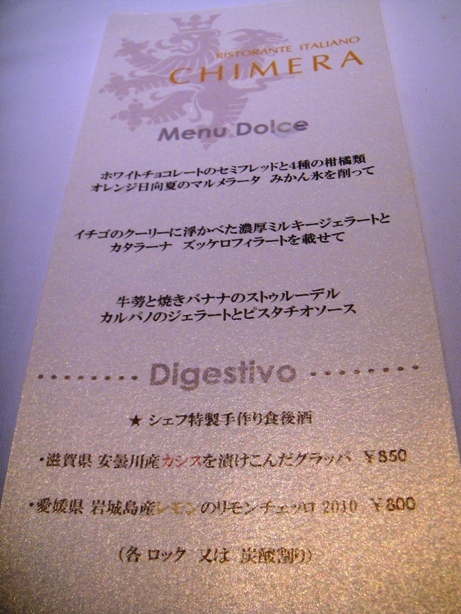 RISTORANTE ITALIANO
CHIMERA
Menu Dolce
ホワイトチョコレートのセミフレッドと4種の柑橘類
オレンジ日向夏のマルメラータ みかん氷を削って
イチゴのクーリーに浮かべた濃厚ミルキージェラートと
カタラーナ ズッケロフィラートを載せて
牛蒡と焼きバナナのストゥルーデル
カルパノのジェラートとピスタチオソース
Digestivo
★ シェフ特製手作り食後酒
・滋賀県 安曇川産カシスを漬けこんだグラッパ ¥850
・愛媛県 岩城島産レモンのリモンチェッロ 2010 ¥800
(各 ロック 又は 炭酸割り)